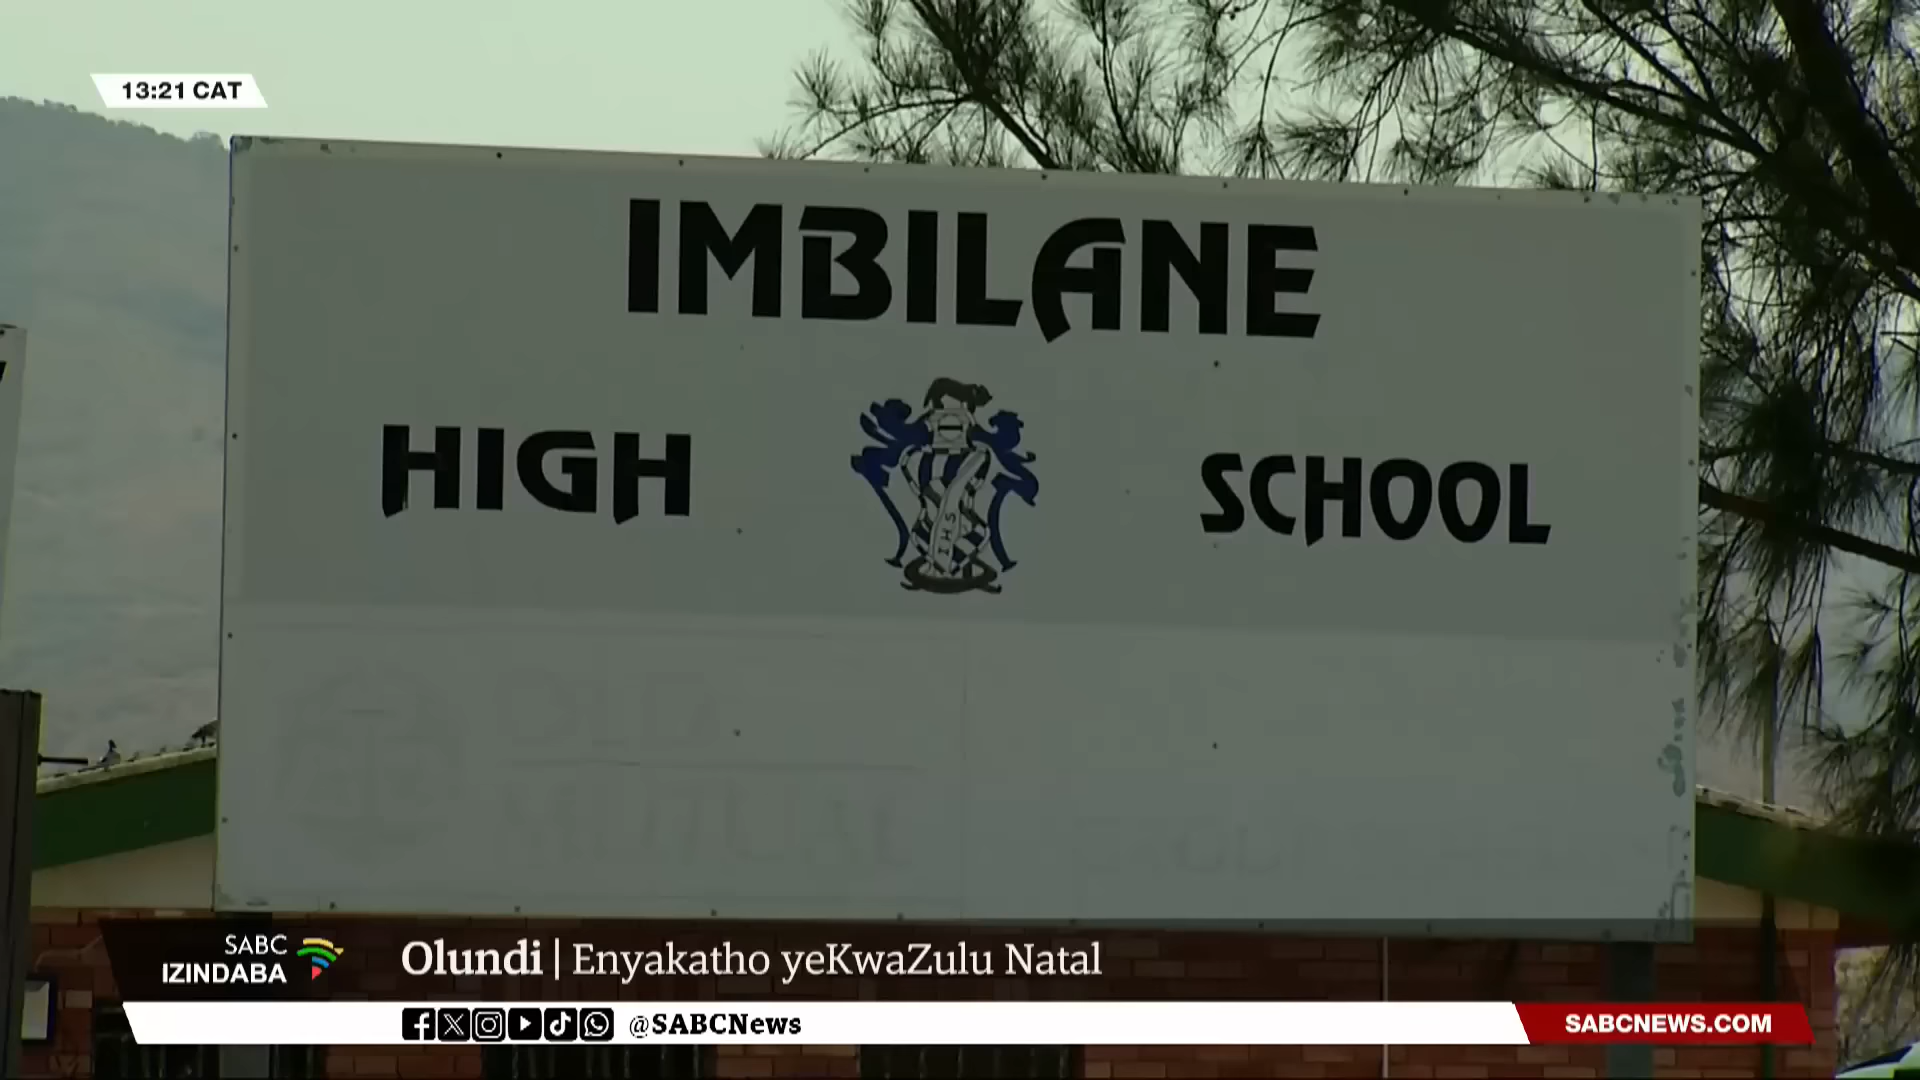 13:21 CAT
IMBILANE
HIGH SCHOOL
IHS
SABC
IZINDABA
Olundi | Enyakatho yeKwaZulu Natal
@SABCNews
SABCNEWS.COM